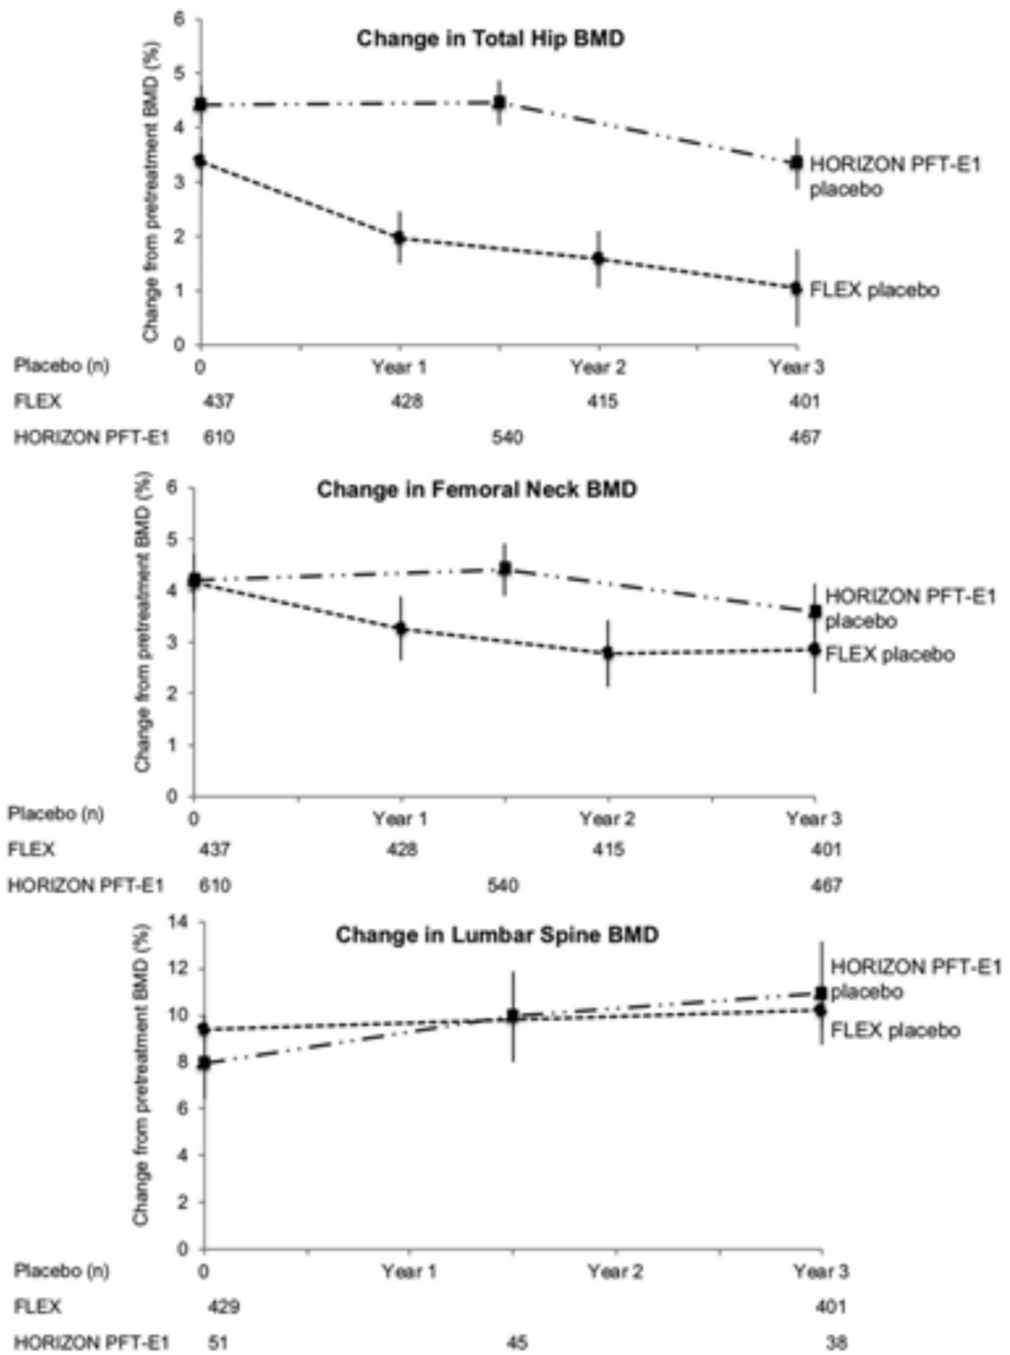 Change in Total Hip BMD
Change from pretreatment BMD (%)
6
5
4
3
2
1
0
HORIZON PFT-E1
placebo
FLEX placebo
Placebo (n) 0 Year 1 Year 2 Year 3
FLEX 437 428 415 401
HORIZON PFT-E1 610 540 467
Change in Femoral Neck BMD
Change from pretreatment BMD (%)
6
5
4
3
2
1
0
HORIZON PFT-E1
placebo
FLEX placebo
Placebo (n) 0 Year 1 Year 2 Year 3
FLEX 437 428 415 401
HORIZON PFT-E1 610 540 467
Change in Lumbar Spine BMD
Change from pretreatment BMD (%)
14
12
10
8
6
4
2
0
HORIZON PFT-E1
placebo
FLEX placebo
Placebo (n) 0 Year 1 Year 2 Year 3
FLEX 429 401
HORIZON PFT-E1 51 45 38